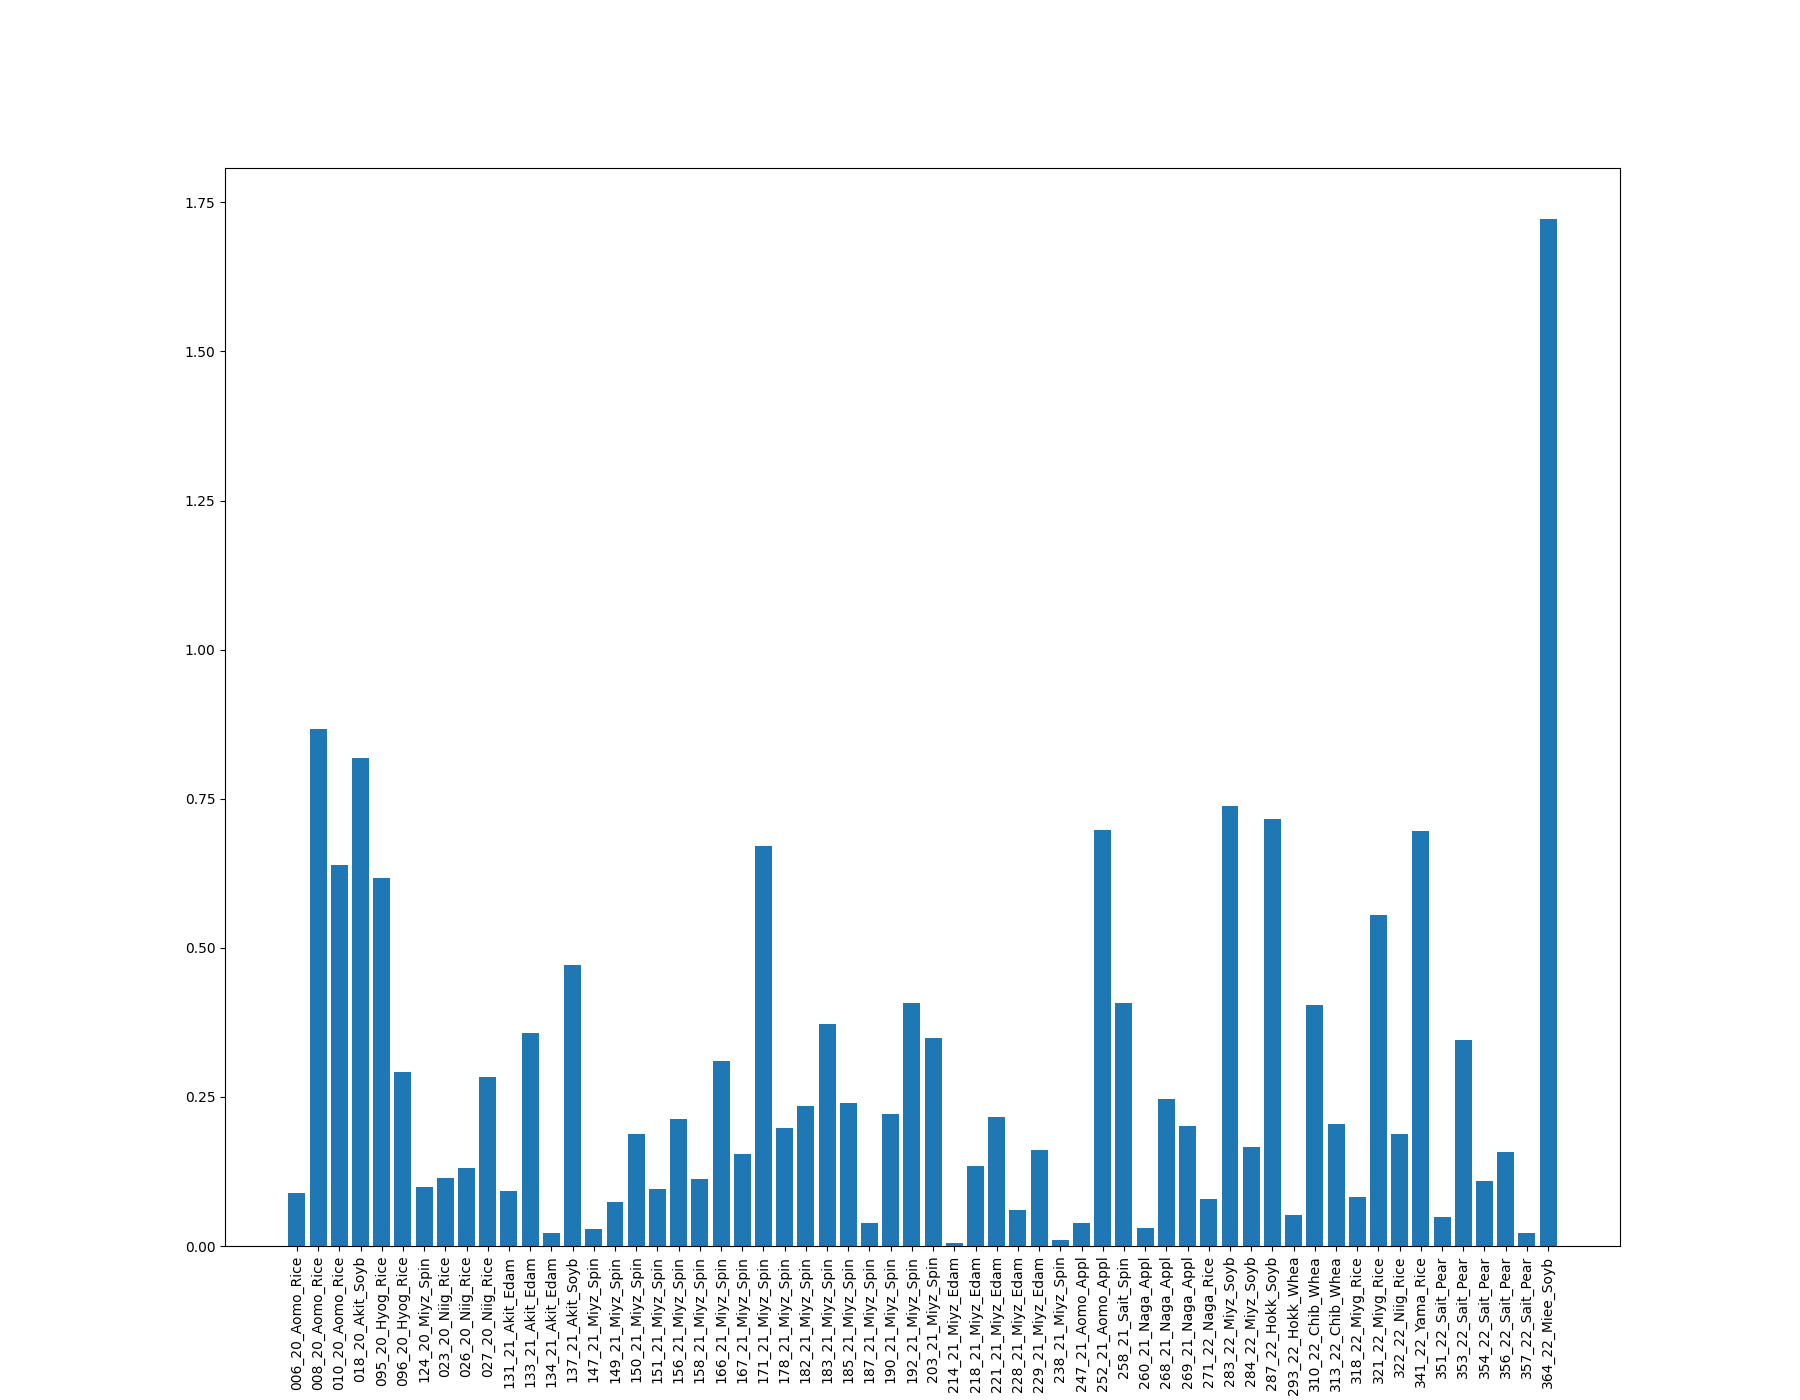 1.75
1.50
1.25
1.00
0.75
0.50
0.25
0.00
006_20_Aomo_Rice
008_20_Aomo_Rice
010_20_Aomo_Rice
018_20_Akit_Soyb
095_20_Hyog_Rice
096_20_Hyog_Rice
124_20_Miyz_Spin
023_20_Niig_Rice
026_20_Niig_Rice
027_20_Niig_Rice
131_21_Akit_Edam
133_21_Akit_Edam
134_21_Akit_Edam
137_21_Akit_Soyb
147_21_Miyz_Spin
149_21_Miyz_Spin
150_21_Miyz_Spin
151_21_Miyz_Spin
156_21_Miyz_Spin
158_21_Miyz_Spin
166_21_Miyz_Spin
167_21_Miyz_Spin
171_21_Miyz_Spin
178_21_Miyz_Spin
182_21_Miyz_Spin
183_21_Miyz_Spin
185_21_Miyz_Spin
187_21_Miyz_Spin
190_21_Miyz_Spin
192_21_Miyz_Spin
203_21_Miyz_Spin
214_21_Miyz_Edam
218_21_Miyz_Edam
221_21_Miyz_Edam
228_21_Miyz_Edam
229_21_Miyz_Edam
238_21_Miyz_Spin
247_21_Aomo_Appl
252_21_Aomo_Appl
258_21_Sait_Spin
260_21_Naga_Appl
268_21_Naga_Appl
269_21_Naga_Appl
271_22_Naga_Rice
283_22_Miyz_Soyb
284_22_Miyz_Soyb
287_22_Hokk_Soyb
293_22_Hokk_Whea
310_22_Chib_Whea
313_22_Chib_Whea
318_22_Miyg_Rice
321_22_Miyg_Rice
322_22_Niig_Rice
341_22_Yama_Rice
351_22_Sait_Pear
353_22_Sait_Pear
354_22_Sait_Pear
356_22_Sait_Pear
357_22_Sait_Pear
364_22_Miee_Soyb